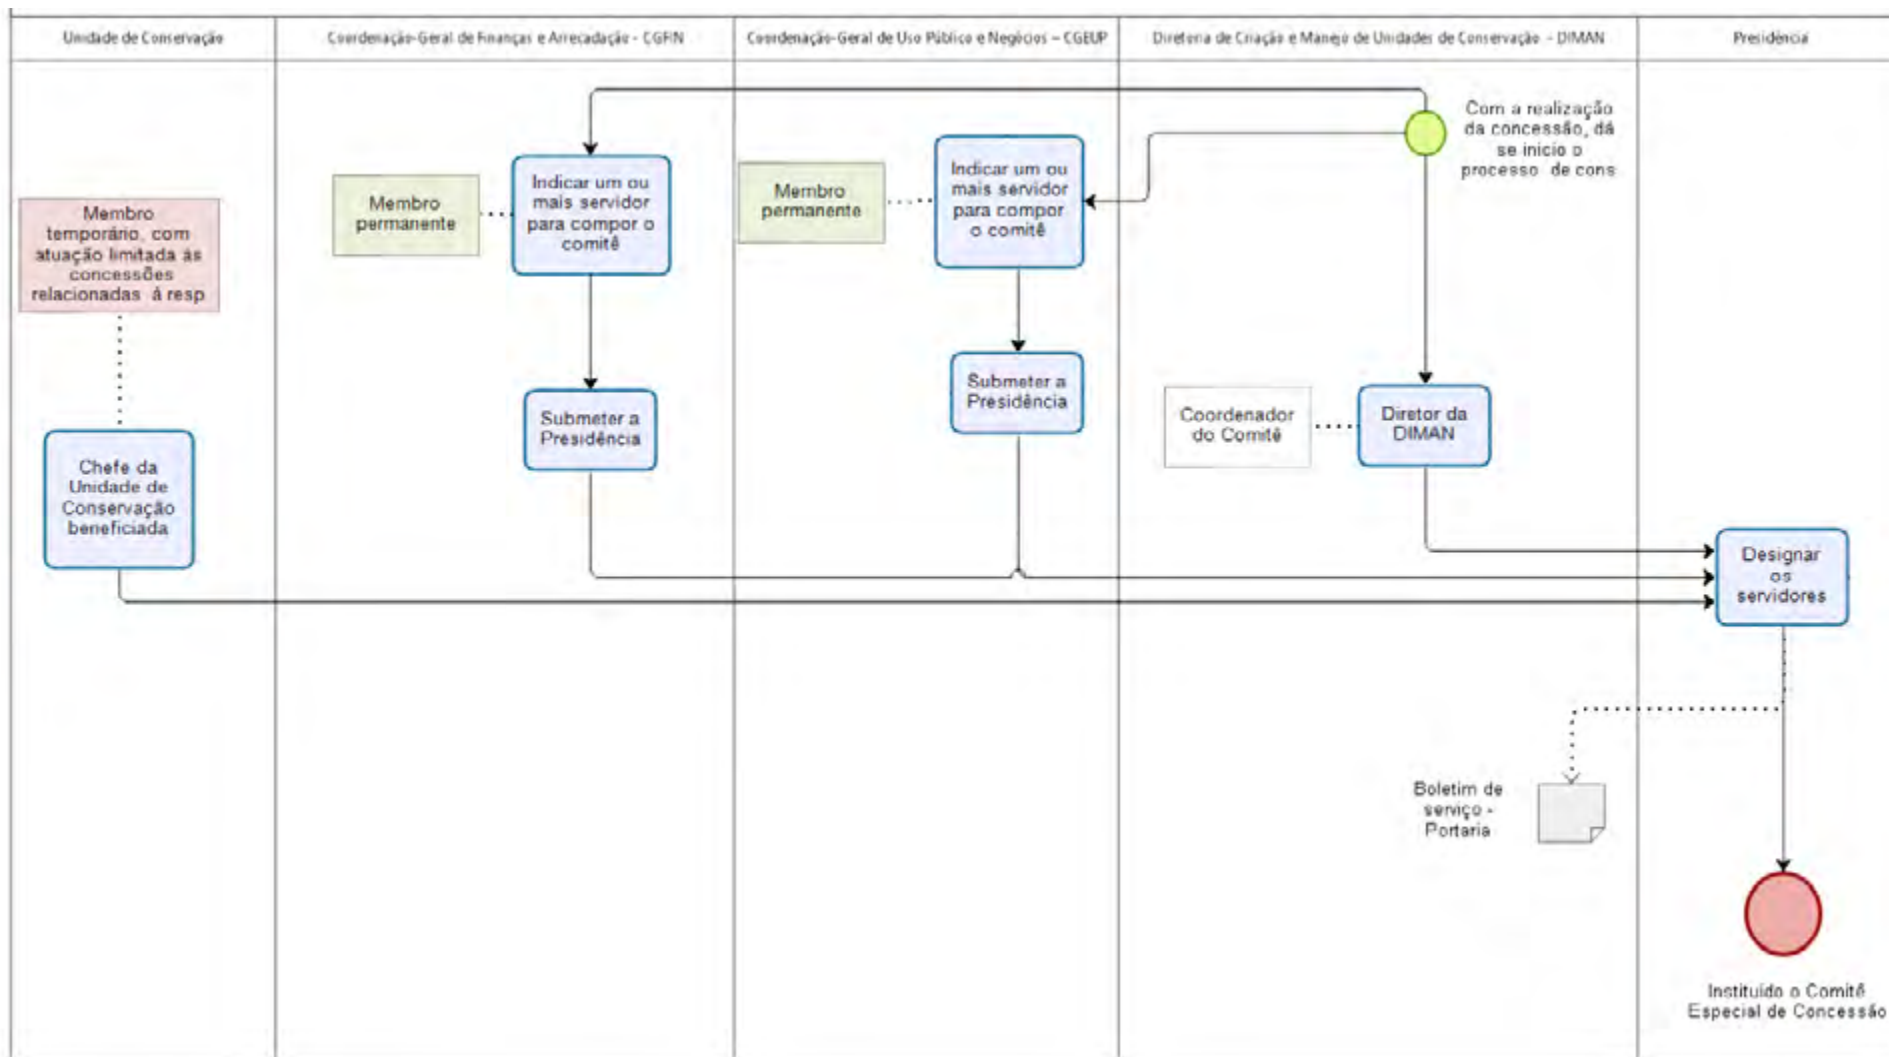 Unidade de Conservação
Coordenação-Geral de Finanças e Arrecadação - CGFIN
Coordenação-Geral de Uso Público e Negócios – CGEUP
Diretoria de Criação e Manejo de Unidades de Conservação - DIMAN
Presidência
Com a realização
da concessão, dá
se inicio o
processo de cons
Membro
temporário, com
atuação limitada ás
concessões
relacionadas á resp
Membro
permanente
Indicar um ou
mais servidor
para compor o
comitê
Membro
permanente
Indicar um ou
mais servidor
para compor
o comitê
Chefe da
Unidade de
Conservação
beneficiada
Submeter a
Presidência
Submeter a
Presidência
Coordenador
do Comitê
Diretor da
DIMAN
Designar
os
servidores
Boletim de
serviço -
Portaria
Instituído o Comitê
Especial de Concessão